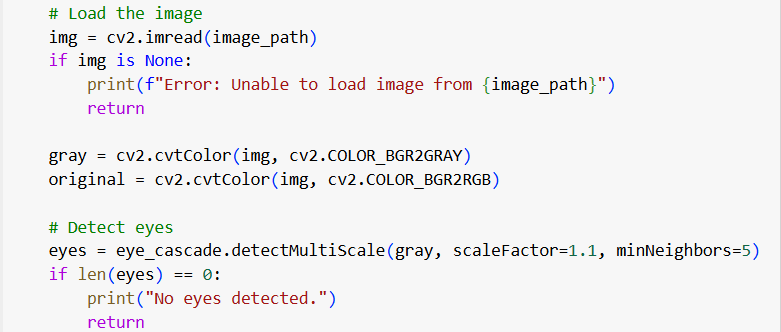 # Load the image
img = cv2.imread(image_path)
if img is None:
    print(f"Error: Unable to load image from {image_path}")
    return

gray = cv2.cvtColor(img, cv2.COLOR_BGR2GRAY)
original = cv2.cvtColor(img, cv2.COLOR_BGR2RGB)

# Detect eyes
eyes = eye_cascade.detectMultiScale(gray, scaleFactor=1.1, minNeighbors=5)
if len(eyes) == 0:
    print("No eyes detected.")
    return